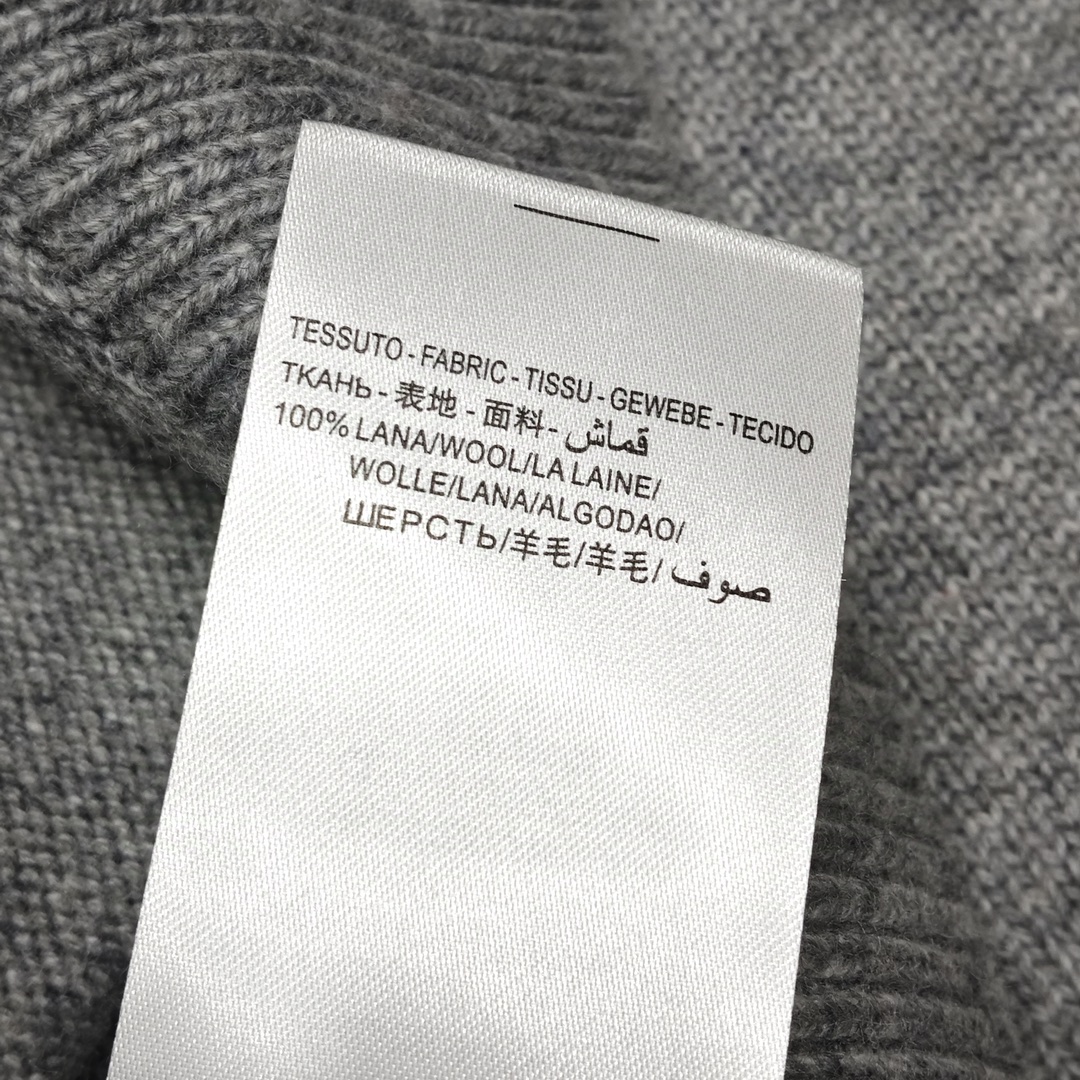 TESSUTO - FABRIC - TISSU - GEWEBE - TECIDO
ТКАНЬ - 表地 - 面料 - قماش
100% LANA/WOOL/LA LAINE/
WOLLE/LANA/ALGODAO/
ШЕРСТЬ/羊毛/羊毛/ صوف